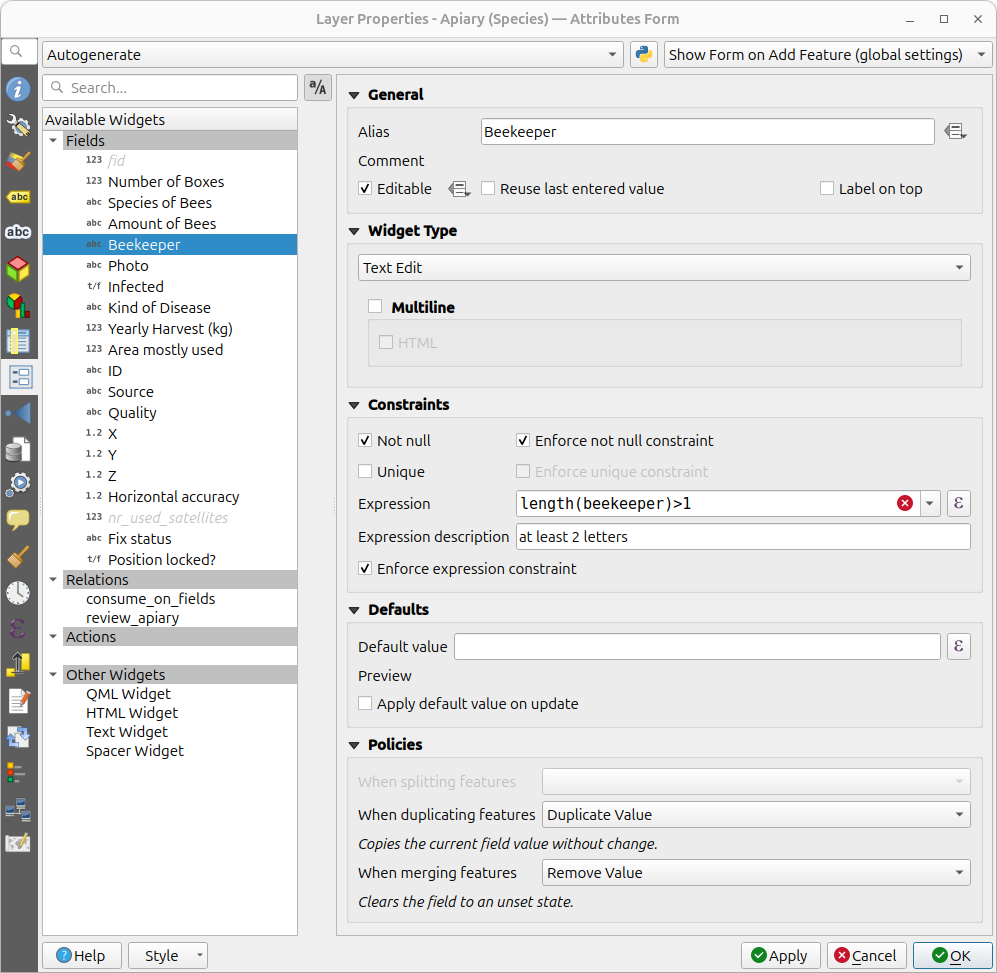 Layer Properties - Apiary (Species) — Attributes Form
Autogenerate
Show Form on Add Feature (global settings)
Search...
a/A
Available Widgets
Fields
123 fid
123 Number of Boxes
abc Species of Bees
abc Amount of Bees
abc Beekeeper
abc Photo
t/f Infected
abc Kind of Disease
123 Yearly Harvest (kg)
123 Area mostly used
abc ID
abc Source
abc Quality
1.2 X
1.2 Y
1.2 Z
1.2 Horizontal accuracy
123 nr_used_satellites
abc Fix status
t/f Position locked?
Relations
consume_on_fields
review_apiary
Actions
Other Widgets
QML Widget
HTML Widget
Text Widget
Spacer Widget
abc
abc
General
Alias Beekeeper
Comment
Editable Reuse last entered value Label on top
Widget Type
Text Edit
Multiline
HTML
Constraints
Not null Enforce not null constraint
Unique Enforce unique constraint
Expression length(beekeeper)>1 ε
Expression description at least 2 letters
Enforce expression constraint
Defaults
Default value ε
Preview
Apply default value on update
Policies
When splitting features
When duplicating features Duplicate Value
Copies the current field value without change.
When merging features Remove Value
Clears the field to an unset state.
Help Style Apply Cancel OK